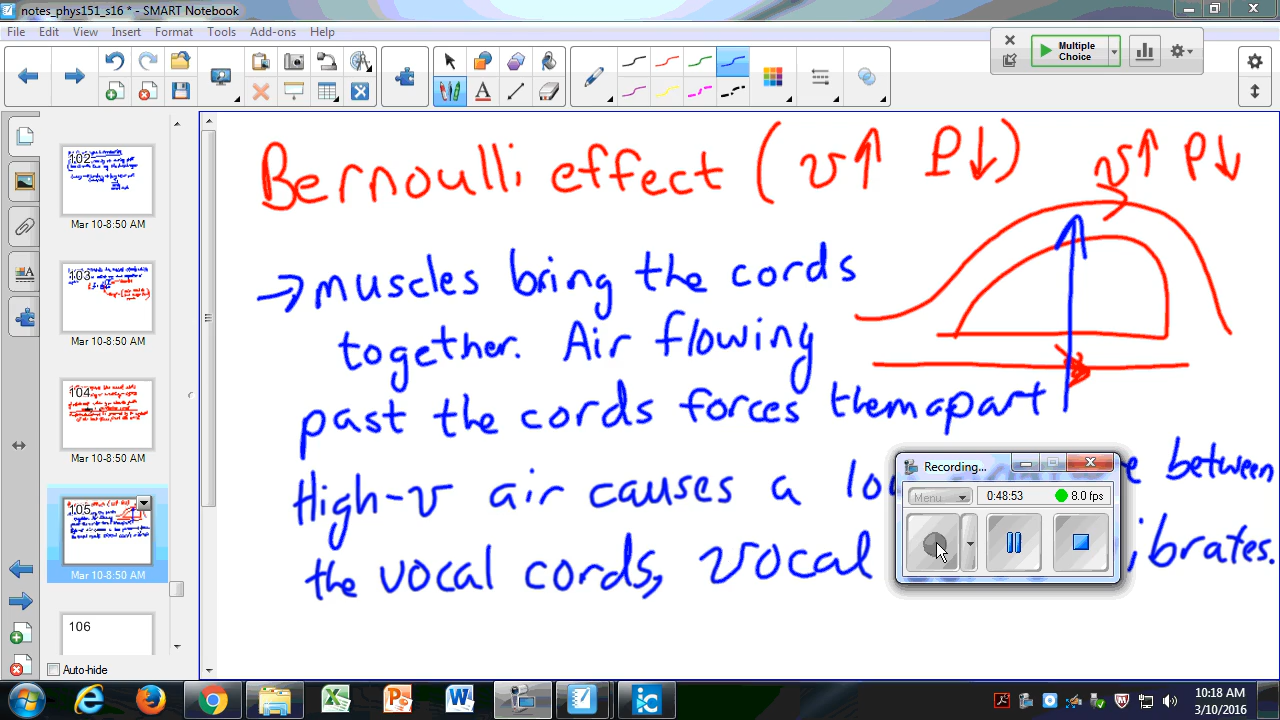 notes_phys151_s16 * - SMART Notebook
File Edit View Insert Format Tools Add-ons Help
Multiple
Choice
102
Mar 10-8:50 AM
103
Mar 10-8:50 AM
104
Mar 10-8:50 AM
105
Mar 10-8:50 AM
106
Auto-hide
Bernoulli effect (v↑ P↓)
v↑ P↓
→ muscles bring the cords
together. Air flowing
past the cords forces them apart
High-v air causes a between
the vocal cords, vocal
Recording...
Menu 0:48:53 8.0 fps
10:18 AM
3/10/2016